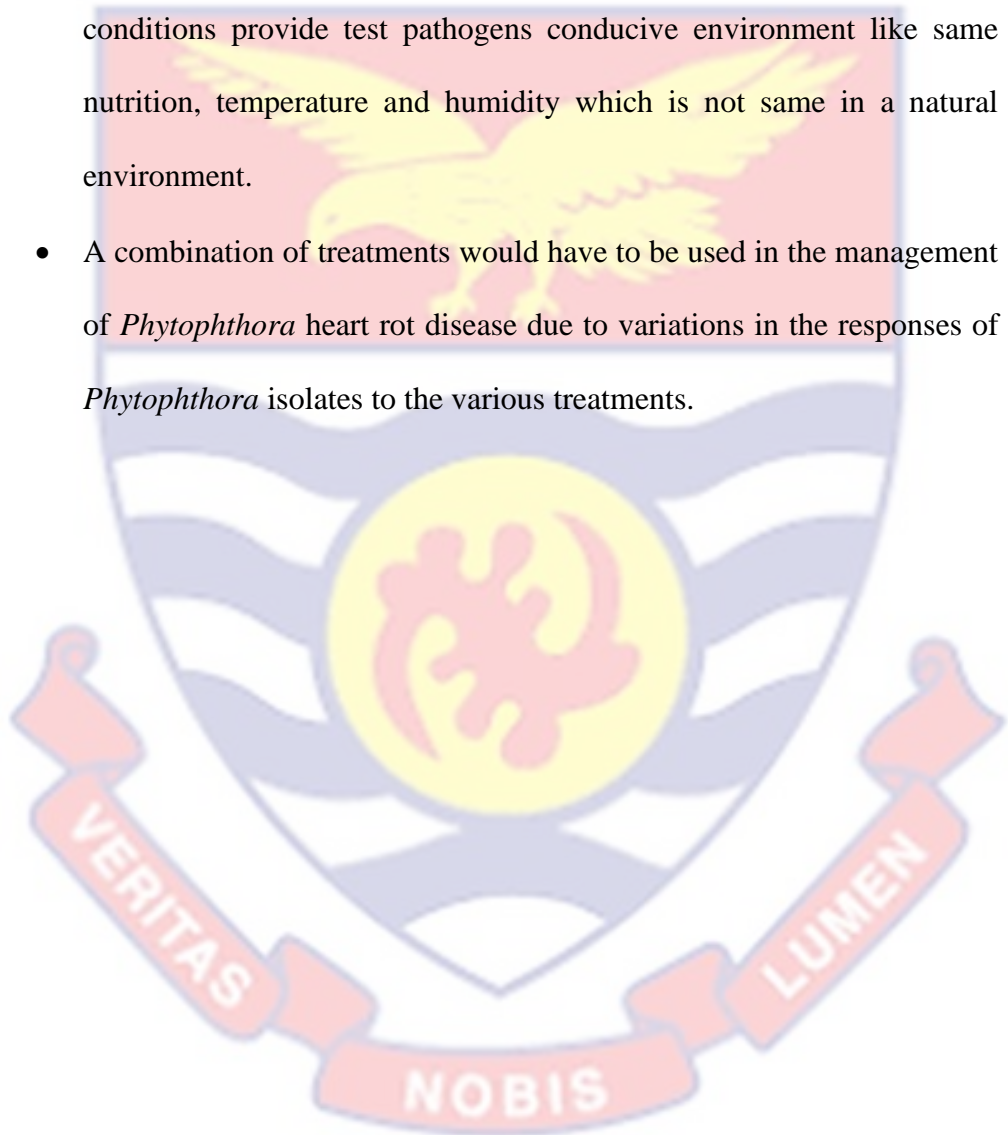 conditions provide test pathogens conducive environment like same
nutrition, temperature and humidity which is not same in a natural
environment.
• A combination of treatments would have to be used in the management
of Phytophthora heart rot disease due to variations in the responses of
Phytophthora isolates to the various treatments.
VERITAS
NOBIS
LUMEN